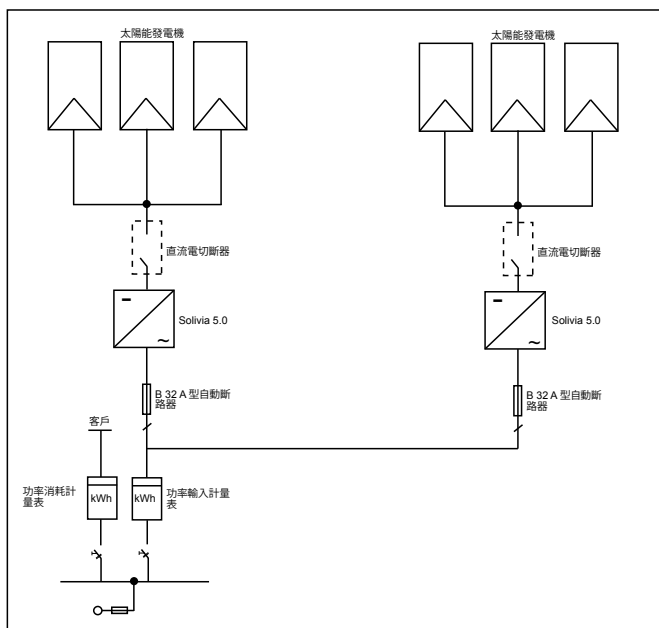 太陽能發電機
太陽能發電機
直流電切斷器
直流電切斷器
Solivia 5.0
Solivia 5.0
B 32 A 型自動斷
路器
B 32 A 型自動斷
路器
客戶
功率消耗計
量表
kWh
kWh
功率輸入計量
表